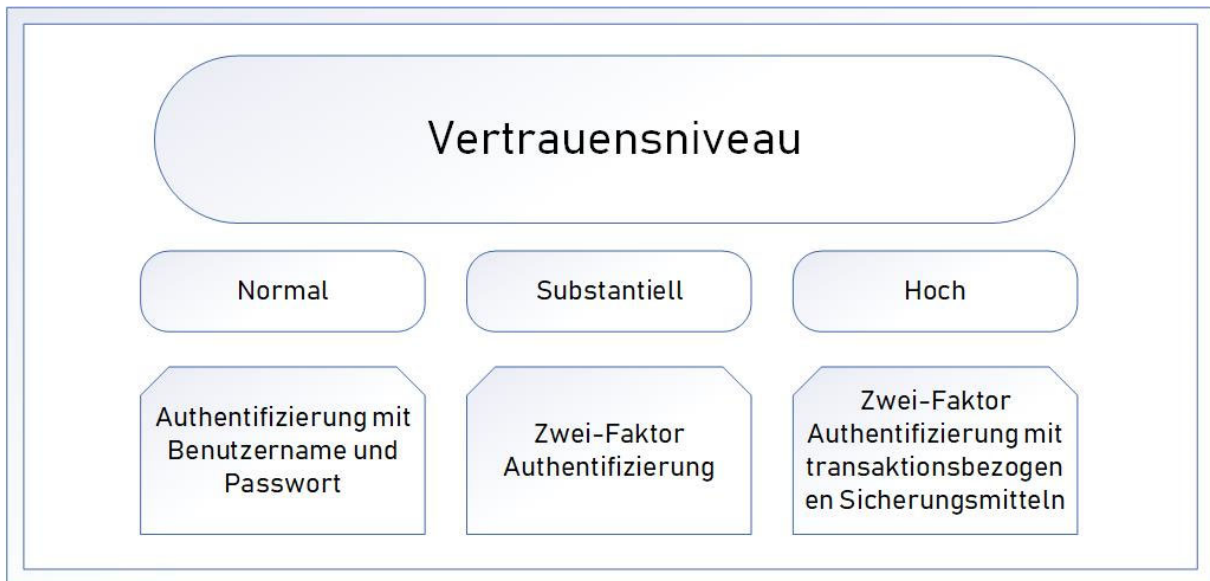 Vertrauensniveau
Normal
Substantiell
Hoch
Authentifizierung mit
Benutzername und
Passwort
Zwei-Faktor
Authentifizierung
Zwei-Faktor
Authentifizierung mit
transaktionsbezogen
en Sicherungsmitteln